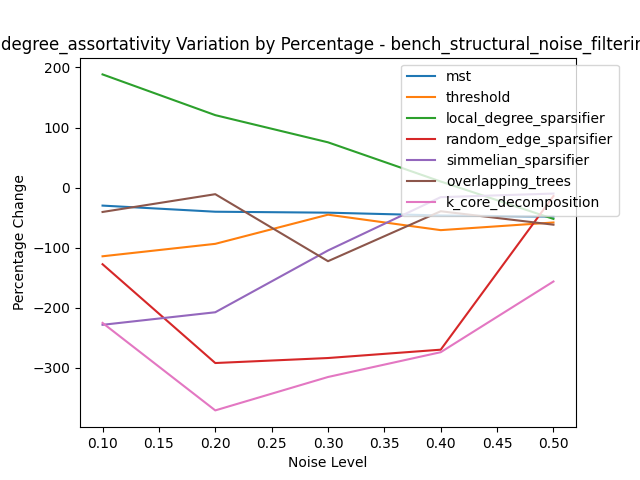 degree_assortativity Variation by Percentage - bench_structural_noise_filterin
200
100
0
−100
−200
−300
Percentage Change
mst
threshold
local_degree_sparsifier
random_edge_sparsifier
simmelian_sparsifier
overlapping_trees
k_core_decomposition
0.10 0.15 0.20 0.25 0.30 0.35 0.40 0.45 0.50
Noise Level